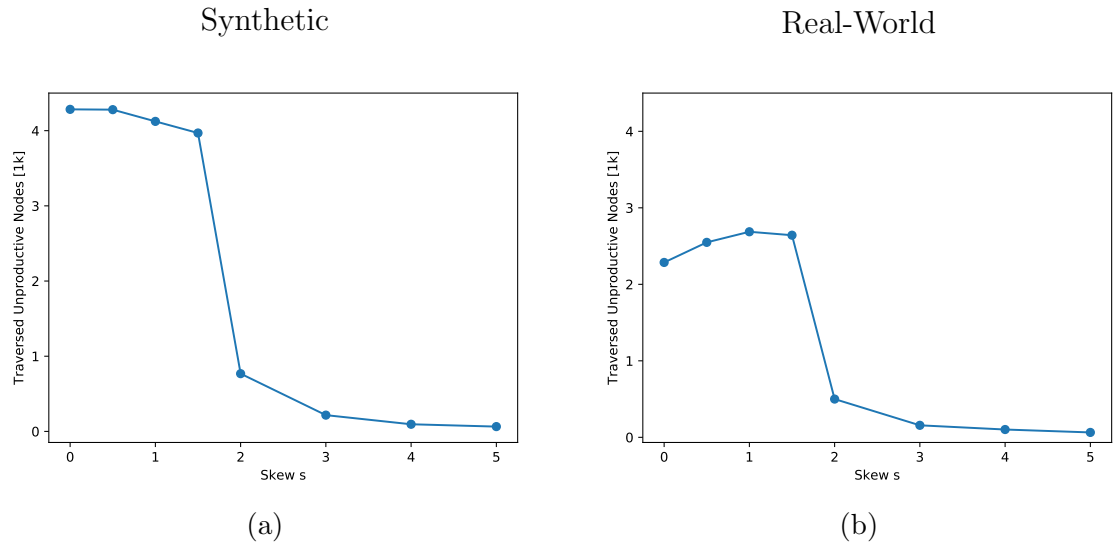 Synthetic
Real-World
Traversed Unproductive Nodes [1k]
4
3
2
1
0
0 1 2 3 4 5
Skew s
(a)
Traversed Unproductive Nodes [1k]
4
3
2
1
0
0 1 2 3 4 5
Skew s
(b)